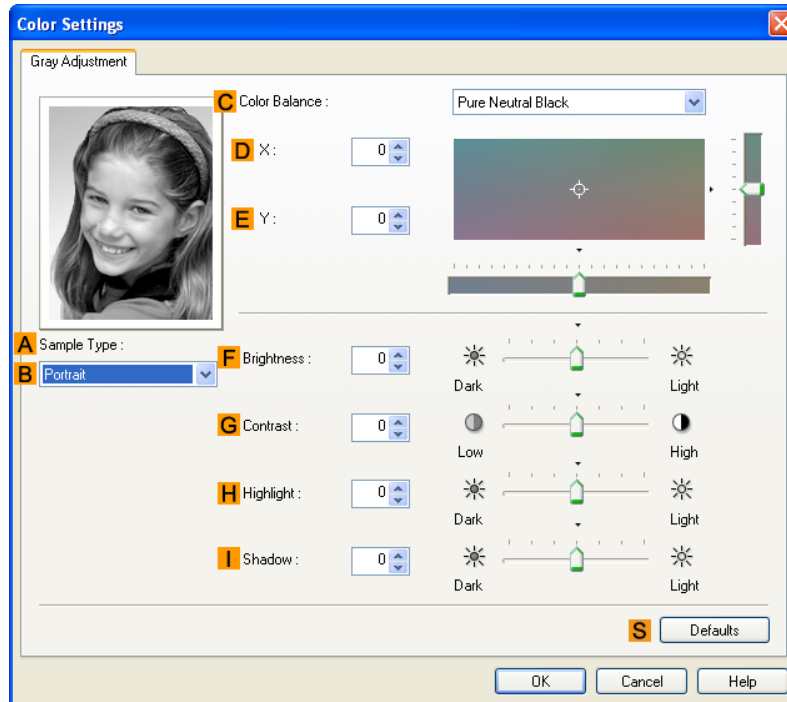 Color Settings
Gray Adjustment
C Color Balance : Pure Neutral Black
D X : 0
E Y : 0
A Sample Type :
B Portrait
F Brightness : 0
Dark Light
G Contrast : 0
Low High
H Highlight : 0
Dark Light
I Shadow : 0
Dark Light
S Defaults
OK Cancel Help